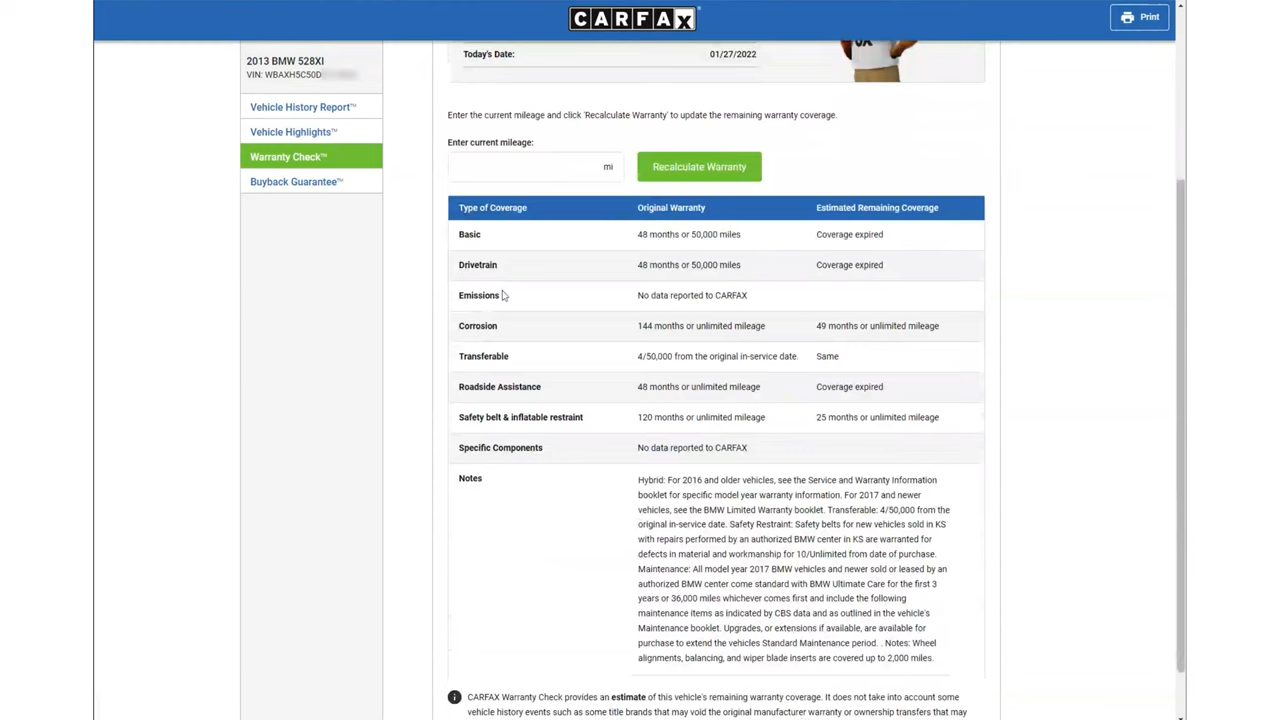 CARFAX
Print
2013 BMW 528XI
VIN: WBAXH5C50D
Vehicle History Report™
Vehicle Highlights™
Warranty Check™
Buyback Guarantee™
Today's Date: 01/27/2022
Enter the current mileage and click 'Recalculate Warranty' to update the remaining warranty coverage.
Enter current mileage:
mi Recalculate Warranty
Type of Coverage Original Warranty Estimated Remaining Coverage
Basic 48 months or 50,000 miles Coverage expired
Drivetrain 48 months or 50,000 miles Coverage expired
Emissions No data reported to CARFAX
Corrosion 144 months or unlimited mileage 49 months or unlimited mileage
Transferable 4/50,000 from the original in-service date. Same
Roadside Assistance 48 months or unlimited mileage Coverage expired
Safety belt & inflatable restraint 120 months or unlimited mileage 25 months or unlimited mileage
Specific Components No data reported to CARFAX
Notes
Hybrid: For 2016 and older vehicles, see the Service and Warranty Information
booklet for specific model year warranty information. For 2017 and newer
vehicles, see the BMW Limited Warranty booklet. Transferable: 4/50,000 from the
original in-service date. Safety Restraint: Safety belts for new vehicles sold in KS
with repairs performed by an authorized BMW center in KS are warranted for
defects in material and workmanship for 10/Unlimited from date of purchase.
Maintenance: All model year 2017 BMW vehicles and newer sold or leased by an
authorized BMW center come standard with BMW Ultimate Care for the first 3
years or 36,000 miles whichever comes first and include the following
maintenance items as indicated by CBS data and as outlined in the vehicle's
Maintenance booklet. Upgrades, or extensions if available, are available for
purchase to extend the vehicles Standard Maintenance period. . Notes: Wheel
alignments, balancing, and wiper blade inserts are covered up to 2,000 miles.
CARFAX Warranty Check provides an estimate of this vehicle's remaining warranty coverage. It does not take into account some
vehicle history events such as some title brands that may void the original manufacturer warranty or ownership transfers that may